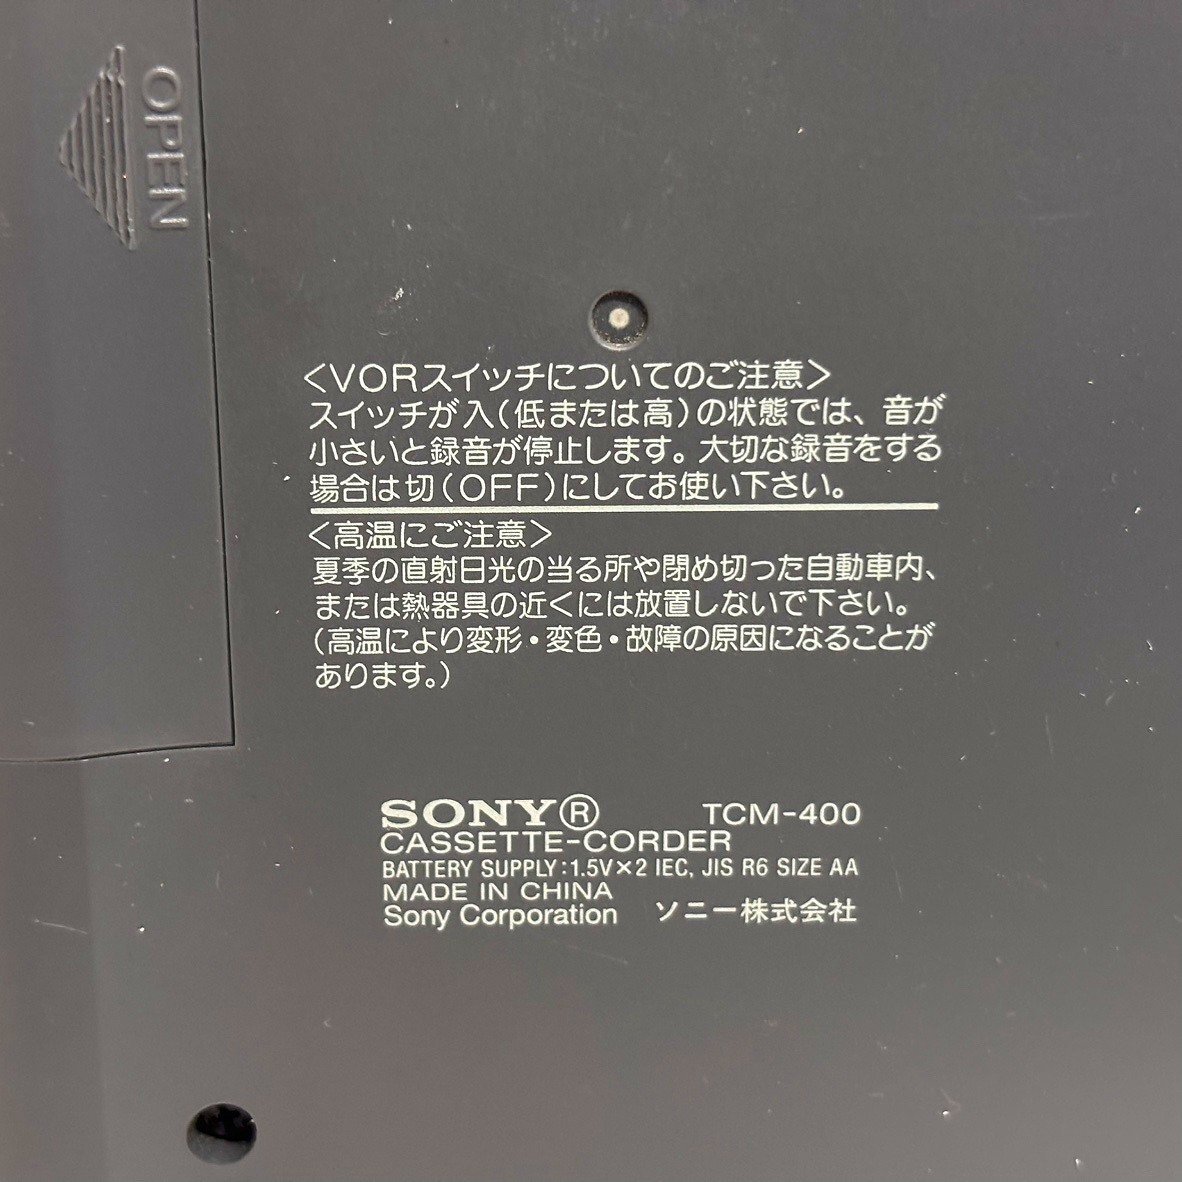 OPEN
<VORスイッチについてのご注意>
スイッチが入(低または高)の状態では、音が
小さいと録音が停止します。大切な録音をする
場合は切(OFF)にしてお使い下さい。
<高温にご注意>
夏季の直射日光の当る所や閉め切った自動車内、
または熱器具の近くには放置しないで下さい。
(高温により変形・変色・故障の原因になることが
あります。)
SONY® TCM-400
CASSETTE-CORDER
BATTERY SUPPLY:1.5V×2 IEC, JIS R6 SIZE AA
MADE IN CHINA
Sony Corporation ソニー株式会社